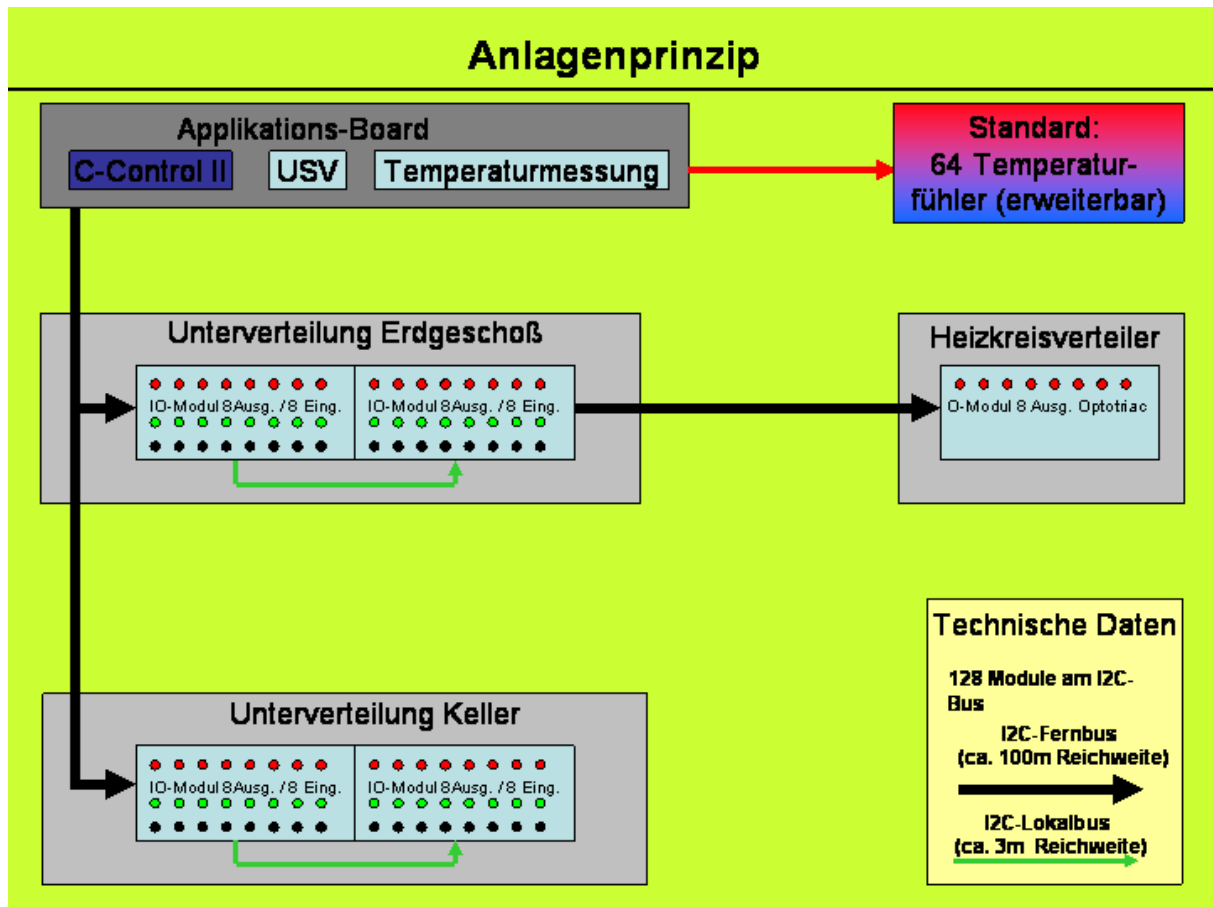 Anlagenprinzip
Applikations-Board
C-Control II
USV
Temperaturmessung
Standard:
64 Temperatur-
fühler (erweiterbar)
Unterverteilung Erdgeschoß
IO-Modul 8Ausg. /8 Eing.
IO-Modul 8Ausg. /8 Eing.
Heizkreisverteiler
O-Modul 8 Ausg. Optotriac
Technische Daten
128 Module am I2C-
Bus
I2C-Fernbus
(ca. 100m Reichweite)
I2C-Lokalbus
(ca. 3m Reichweite)
Unterverteilung Keller
IO-Modul 8Ausg. /8 Eing.
IO-Modul 8Ausg. /8 Eing.